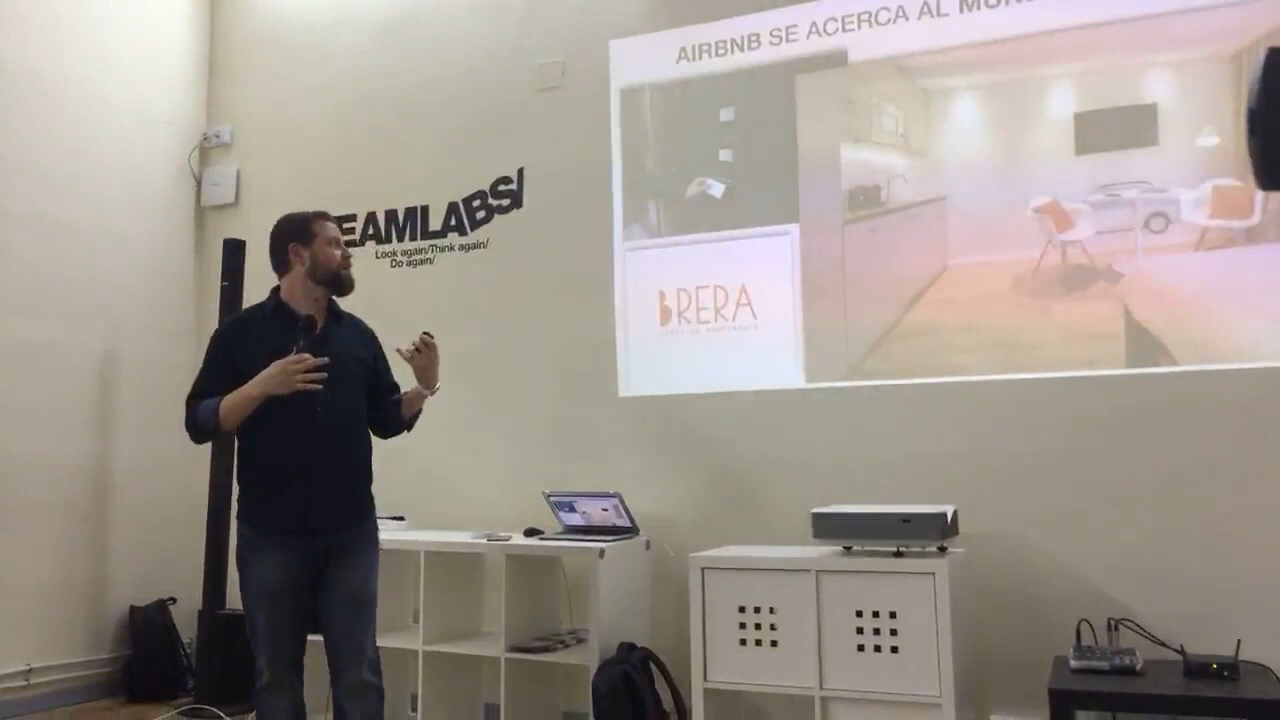 AIRBNB SE ACERCA AL
EAMLABS/
Look again/Think again/
Do again/
BRERA